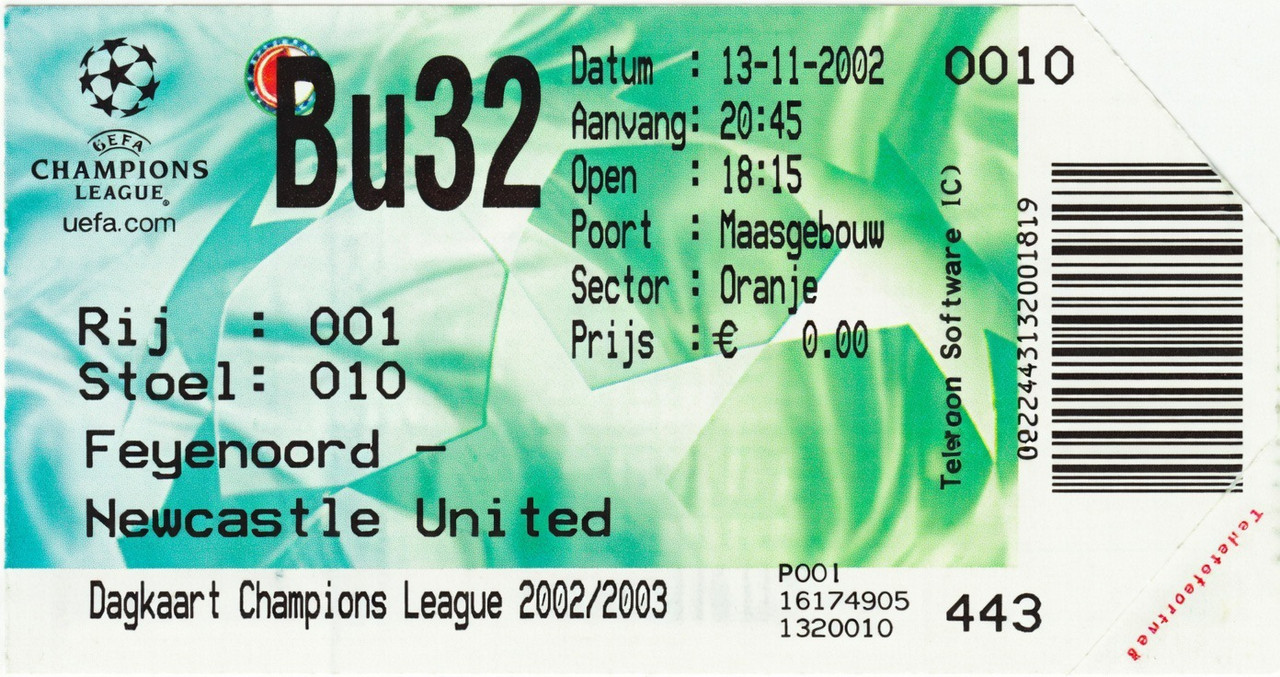 UEFA
CHAMPIONS
LEAGUE®
uefa.com
Bu32
Datum : 13-11-2002
Aanvang: 20:45
Open : 18:15
Poort : Maasgebouw
Sector : Oranje
Prijs : € 0.00
0010
Rij : 001
Stoel: 010
Feyenoord -
Newcastle United
Software (C)
08224431320018​19
Dagkaart Champions League 2002/2003
P001
16174905
1320010
443